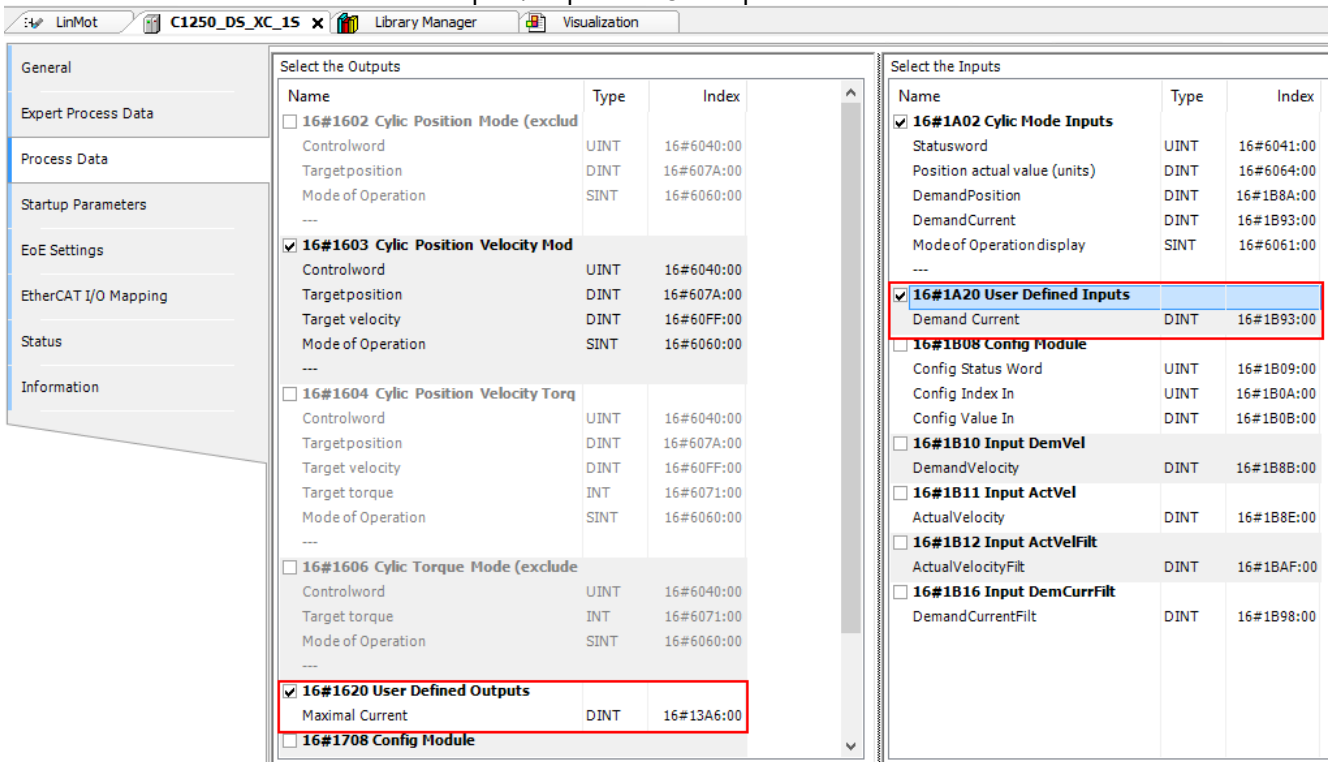 LinMot C1250_DS_XC_1S x Library Manager Visualization
General
Expert Process Data
Process Data
Startup Parameters
EoE Settings
EtherCAT I/O Mapping
Status
Information
Select the Outputs
Name Type Index
16#1602 Cylic Position Mode (exclud
Controlword UINT 16#6040:00
Targetposition DINT 16#607A:00
Mode of Operation SINT 16#6060:00
---
16#1603 Cylic Position Velocity Mod
Controlword UINT 16#6040:00
Targetposition DINT 16#607A:00
Target velocity DINT 16#60FF:00
Mode of Operation SINT 16#6060:00
---
16#1604 Cylic Position Velocity Torq
Controlword UINT 16#6040:00
Targetposition DINT 16#607A:00
Target velocity DINT 16#60FF:00
Target torque INT 16#6071:00
Mode of Operation SINT 16#6060:00
---
16#1606 Cylic Torque Mode (exclude
Controlword UINT 16#6040:00
Target torque INT 16#6071:00
Mode of Operation SINT 16#6060:00
---
16#1620 User Defined Outputs
Maximal Current DINT 16#13A6:00
16#1708 Config Module
Select the Inputs
Name Type Index
16#1A02 Cylic Mode Inputs
Statusword UINT 16#6041:00
Position actual value (units) DINT 16#6064:00
DemandPosition DINT 16#1B8A:00
DemandCurrent DINT 16#1B93:00
Mode of Operation display SINT 16#6061:00
---
16#1A20 User Defined Inputs
Demand Current DINT 16#1B93:00
16#1B08 Config Module
Config Status Word UINT 16#1B09:00
Config Index In UINT 16#1B0A:00
Config Value In DINT 16#1B0B:00
16#1B10 Input DemVel
DemandVelocity DINT 16#1B8B:00
16#1B11 Input ActVel
ActualVelocity DINT 16#1B8E:00
16#1B12 Input ActVelFilt
ActualVelocityFilt DINT 16#1BAF:00
16#1B16 Input DemCurrFilt
DemandCurrentFilt DINT 16#1B98:00